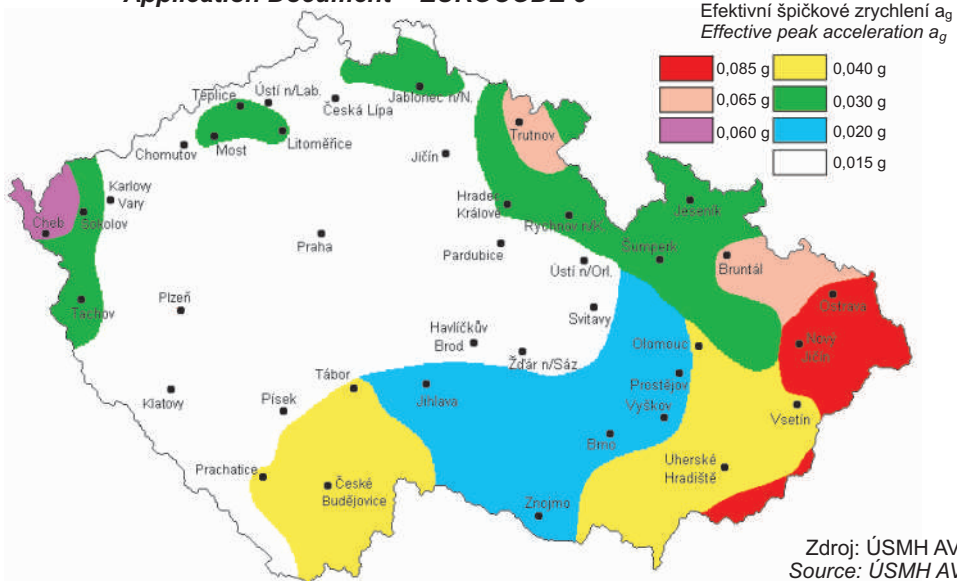 Application Document – EUROCODE 8
Efektivní špičkové zrychlení ag
Effective peak acceleration ag
0,085 g
0,040 g
0,065 g
0,030 g
0,060 g
0,020 g
0,015 g
Teplice
Ústí n/Lab.
Česká Lípa
Jablonec n/N.
Chomutov
Most
Litoměřice
Jičín
Trutnov
Karlovy
Vary
Cheb
Sokolov
Hradec
Králové
Rychnov n/K.
Jeseník
Praha
Pardubice
Šumperk
Bruntál
Ústí n/Orl.
Tachov
Plzeň
Svitavy
Ostrava
Havlíčkův
Brod
Žďár n/Sáz
Olomouc
Nový
Jičín
Klatovy
Tábor
Jihlava
Prostějov
Písek
Vyškov
Vsetín
Brno
Prachatice
České
Budějovice
Uherské
Hradiště
Znojmo
Zdroj: ÚSMH AV
Source: ÚSMH AV